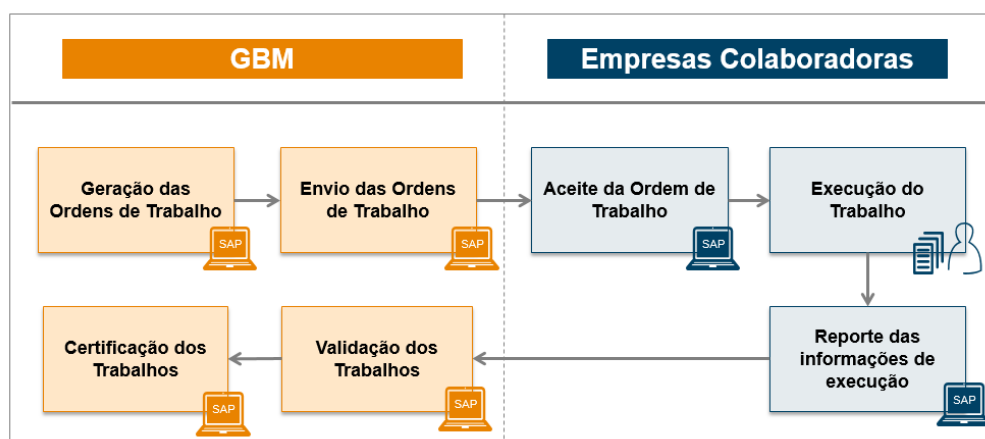 GBM
Empresas Colaboradoras
Geração das
Ordens de Trabalho
SAP
Envio das Ordens
de Trabalho
SAP
Aceite da Ordem de
Trabalho
SAP
Execução do
Trabalho
Certificação dos
Trabalhos
SAP
Validação dos
Trabalhos
SAP
Reporte das
informações de
execução
SAP